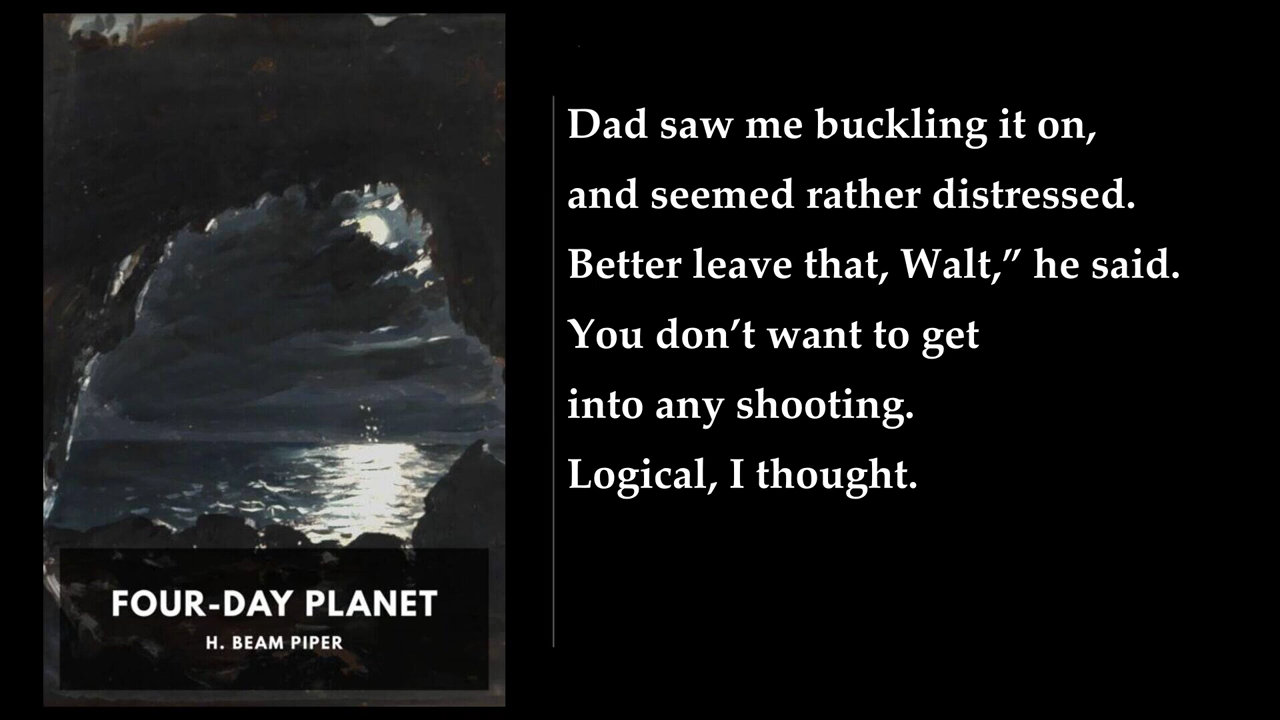 FOUR-DAY PLANET
H. BEAM PIPER
Dad saw me buckling it on,
and seemed rather distressed.
Better leave that, Walt,” he said.
You don’t want to get
into any shooting.
Logical, I thought.